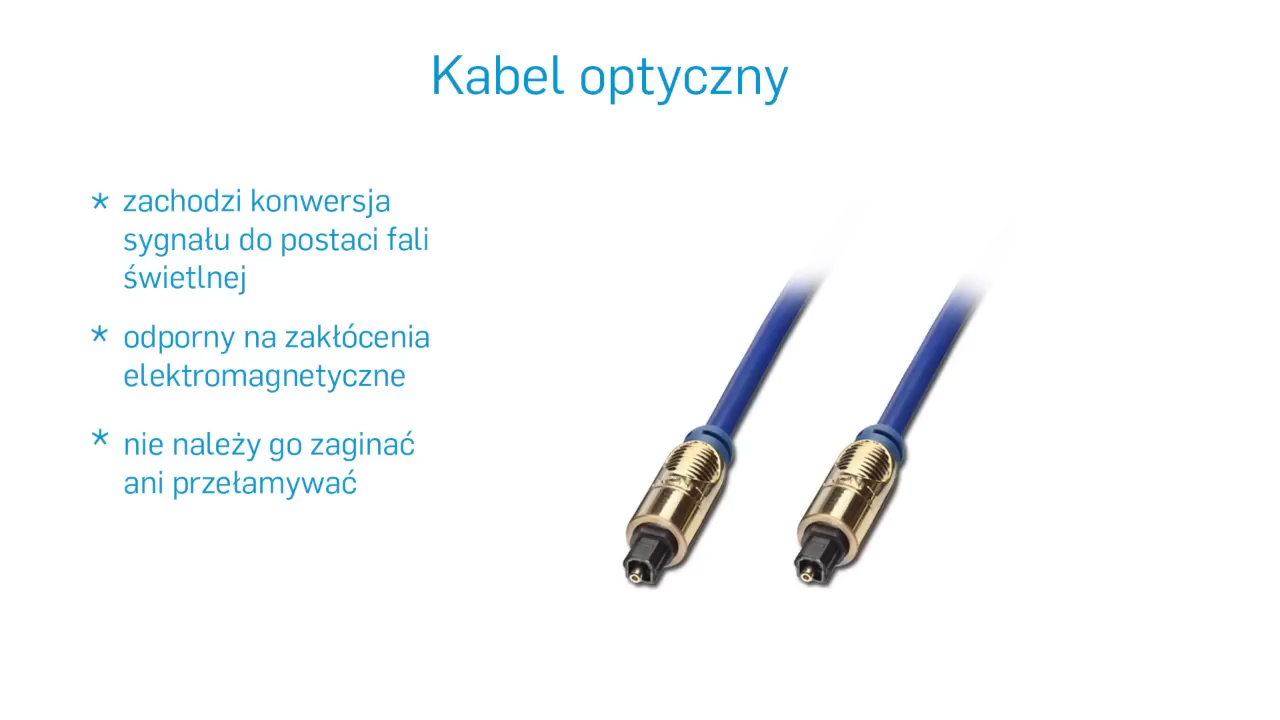 Kabel optyczny
* zachodzi konwersja
sygnału do postaci fali
świetlnej
* odporny na zakłócenia
elektromagnetyczne
* nie należy go zaginać
ani przełamywać